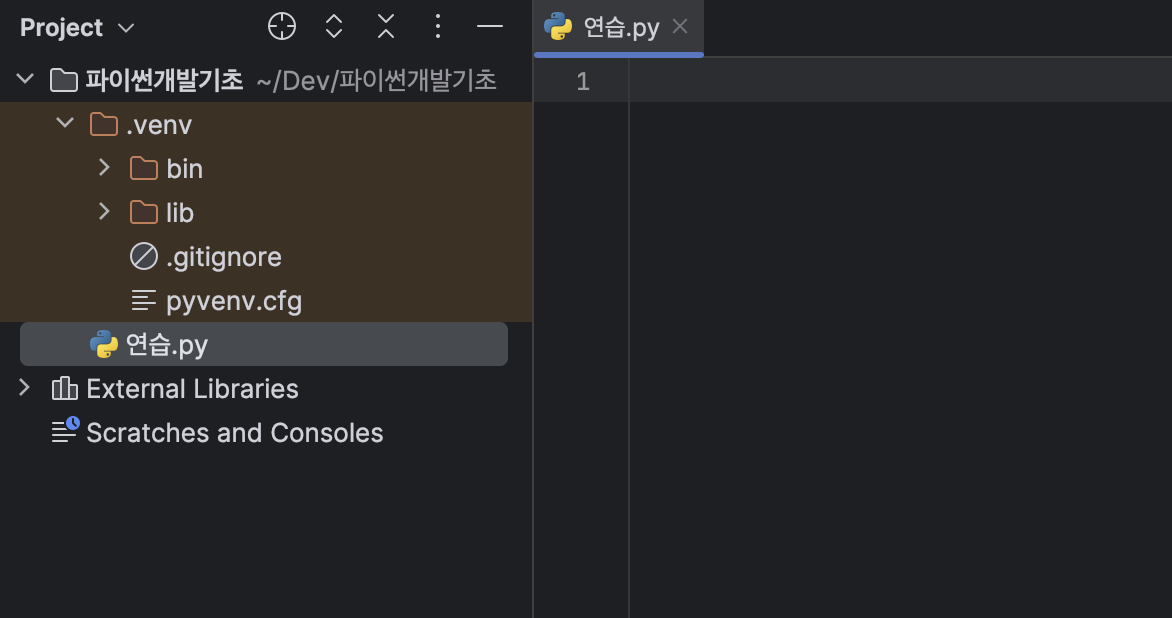 Project
파이썬개발기초 ~/Dev/파이썬개발기초
.venv
bin
lib
.gitignore
pyvenv.cfg
연습.py
External Libraries
Scratches and Consoles
연습.py
1